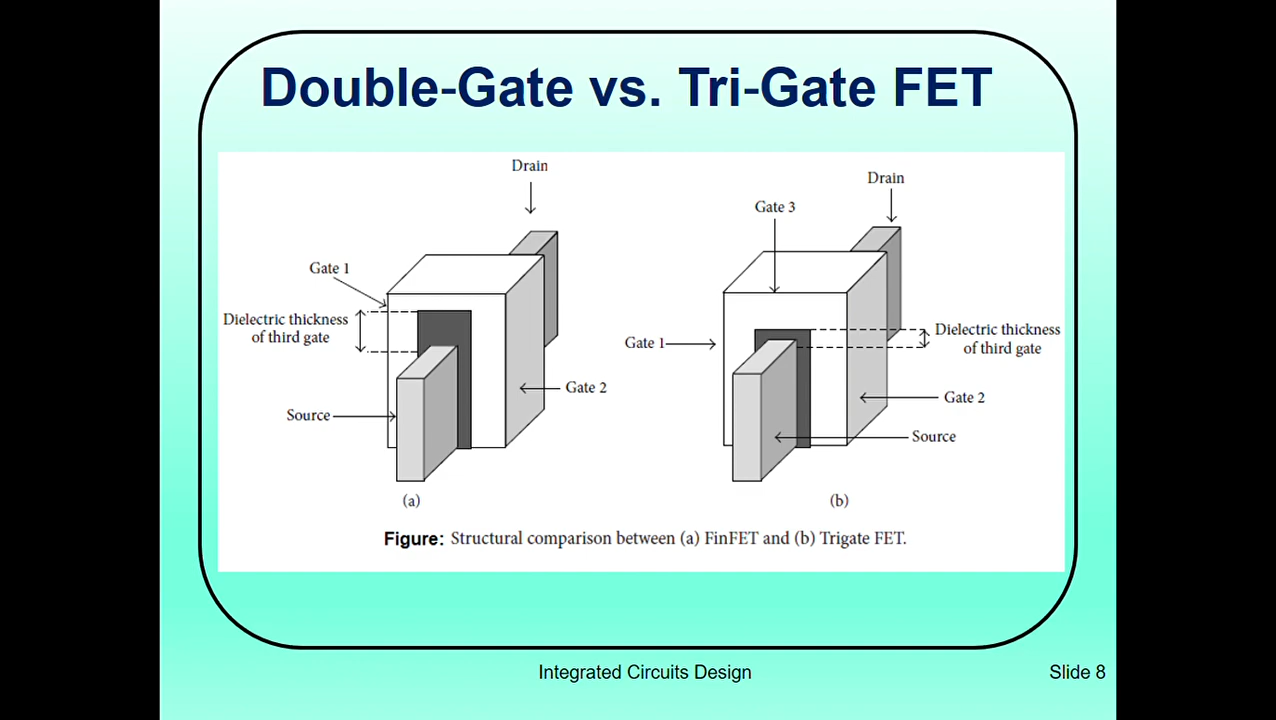 Double-Gate vs. Tri-Gate FET
Drain
Gate 1
Dielectric thickness
of third gate
Gate 2
Source
(a)
Drain
Gate 3
Gate 1
Dielectric thickness
of third gate
Gate 2
Source
(b)
Figure: Structural comparison between (a) FinFET and (b) Trigate FET.
Integrated Circuits Design
Slide 8